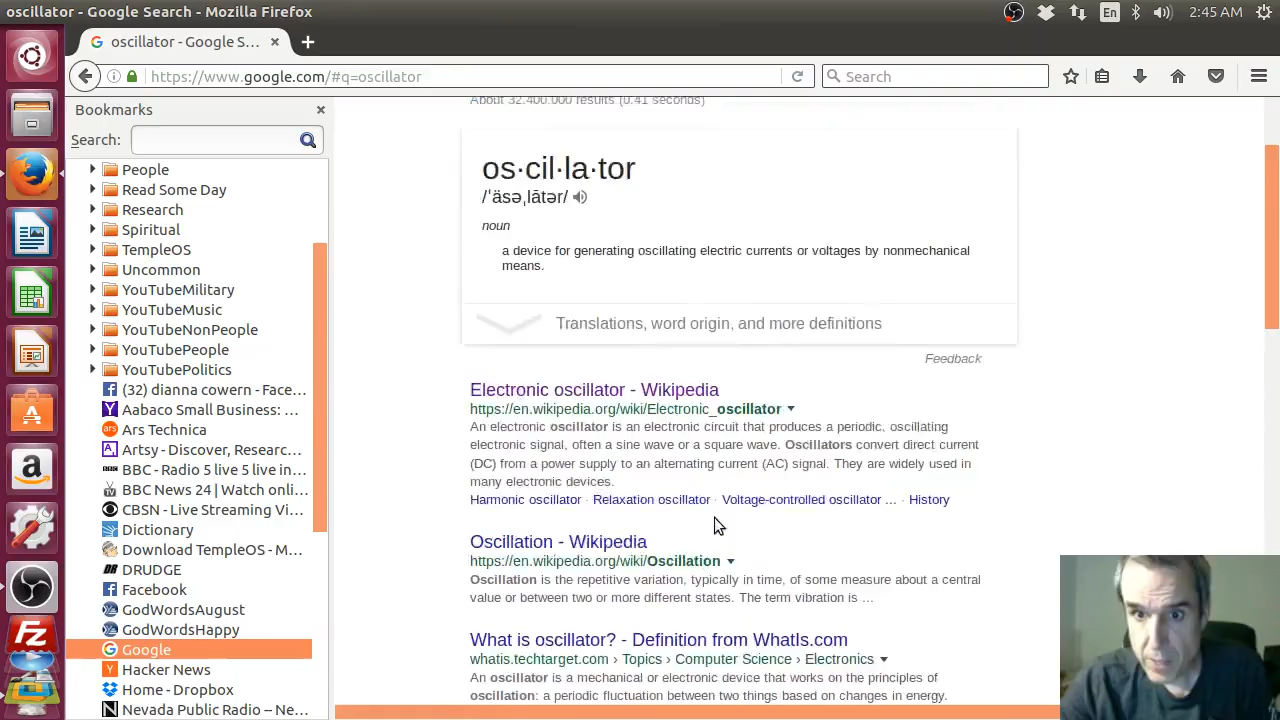 oscillator - Google Search - Mozilla Firefox
En
2:45 AM
oscillator - Google S...
https://www.google.com/#q=oscillator
Search
Bookmarks
Search:
People
Read Some Day
Research
Spiritual
TempleOS
Uncommon
YouTubeMilitary
YouTubeMusic
YouTubeNonPeople
YouTubePeople
YouTubePolitics
(32) dianna cowern - Face...
Aabaco Small Business: ...
Ars Technica
Artsy - Discover, Researc...
BBC - Radio 5 live 5 live in...
BBC News 24 | Watch onli...
CBSN - Live Streaming Vi...
Dictionary
Download TempleOS - M...
DRUDGE
Facebook
GodWordsAugust
GodWordsHappy
Google
Hacker News
Home - Dropbox
Nevada Public Radio -- Ne...
About 32,400,000 results (0.41 seconds)
os·cil·la·tor
/ˈäsəˌlātər/
noun
a device for generating oscillating electric currents or voltages by nonmechanical
means.
Translations, word origin, and more definitions
Feedback
Electronic oscillator - Wikipedia
https://en.wikipedia.org/wiki/Electronic_oscillator
An electronic oscillator is an electronic circuit that produces a periodic, oscillating
electronic signal, often a sine wave or a square wave. Oscillators convert direct current
(DC) from a power supply to an alternating current (AC) signal. They are widely used in
many electronic devices.
Harmonic oscillator · Relaxation oscillator · Voltage-controlled oscillator ... · History
Oscillation - Wikipedia
https://en.wikipedia.org/wiki/Oscillation
Oscillation is the repetitive variation, typically in time, of some measure about a central
value or between two or more different states. The term vibration is ...
What is oscillator? - Definition from WhatIs.com
whatis.techtarget.com › Topics › Computer Science › Electronics
An oscillator is a mechanical or electronic device that works on the principles of
oscillation: a periodic fluctuation between two things based on changes in energy.